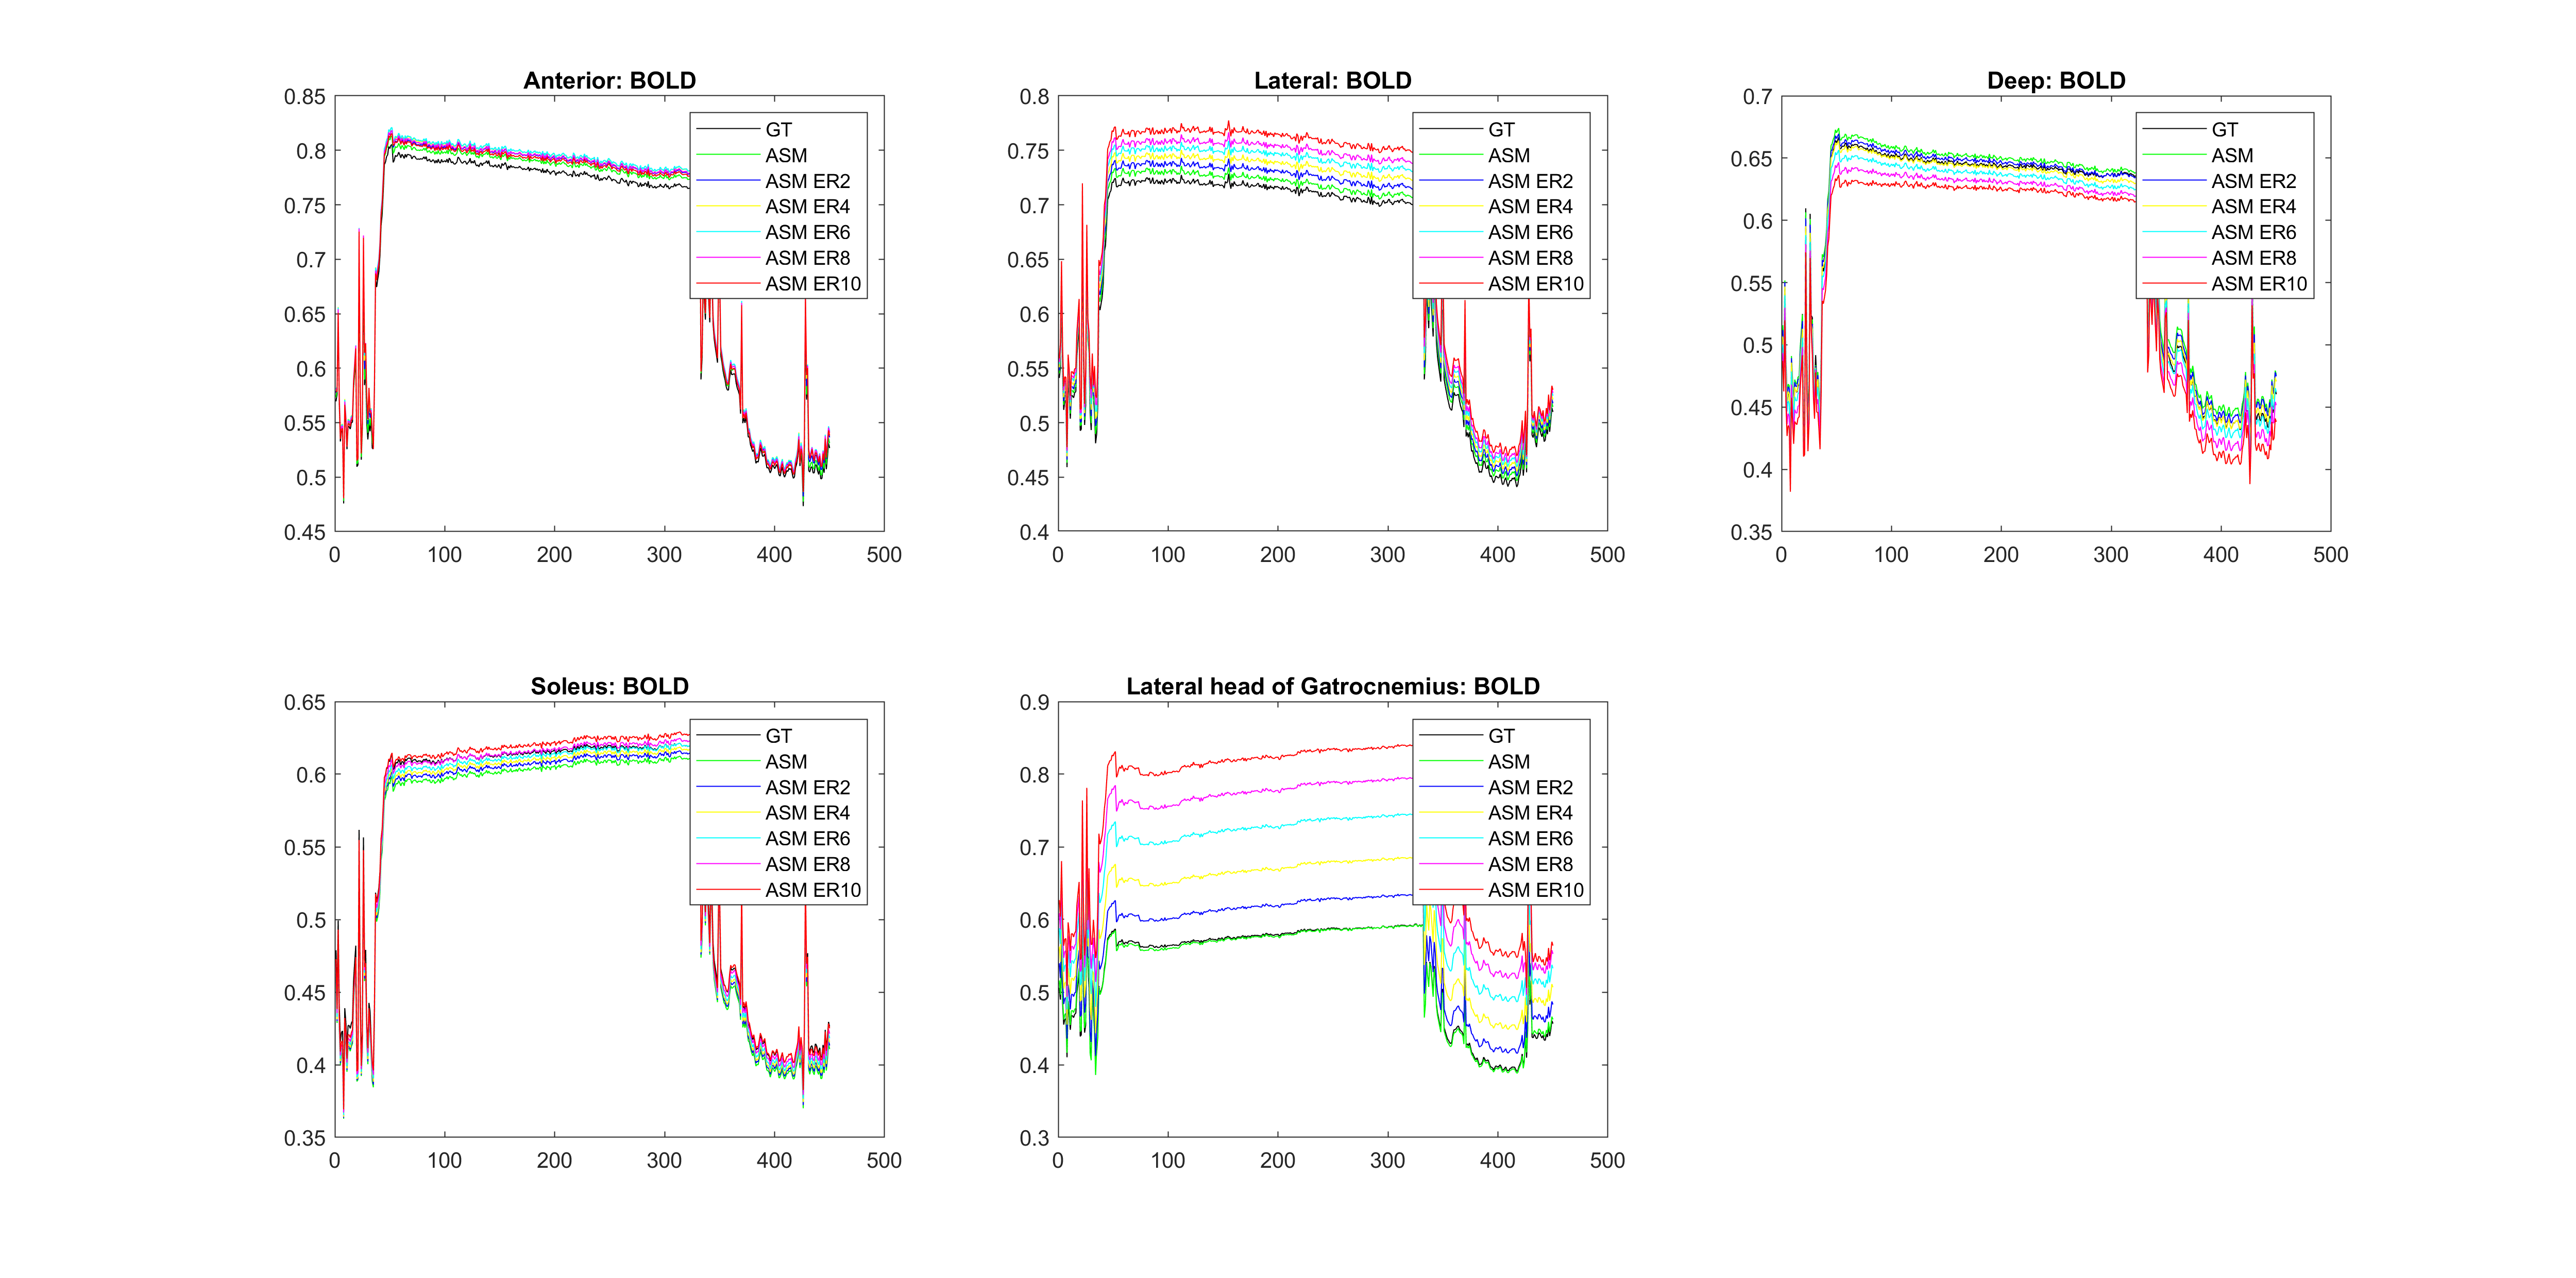 Anterior: BOLD
0.85
0.8
0.75
0.7
0.65
0.6
0.55
0.5
0.45
0 100 200 300 400 500
GT
ASM
ASM ER2
ASM ER4
ASM ER6
ASM ER8
ASM ER10
Lateral: BOLD
0.8
0.75
0.7
0.65
0.6
0.55
0.5
0.45
0.4
0 100 200 300 400 500
GT
ASM
ASM ER2
ASM ER4
ASM ER6
ASM ER8
ASM ER10
Deep: BOLD
0.7
0.65
0.6
0.55
0.5
0.45
0.4
0.35
0 100 200 300 400 500
GT
ASM
ASM ER2
ASM ER4
ASM ER6
ASM ER8
ASM ER10
Soleus: BOLD
0.65
0.6
0.55
0.5
0.45
0.4
0.35
0 100 200 300 400 500
GT
ASM
ASM ER2
ASM ER4
ASM ER6
ASM ER8
ASM ER10
Lateral head of Gatrocnemius: BOLD
0.9
0.8
0.7
0.6
0.5
0.4
0.3
0 100 200 300 400 500
GT
ASM
ASM ER2
ASM ER4
ASM ER6
ASM ER8
ASM ER10